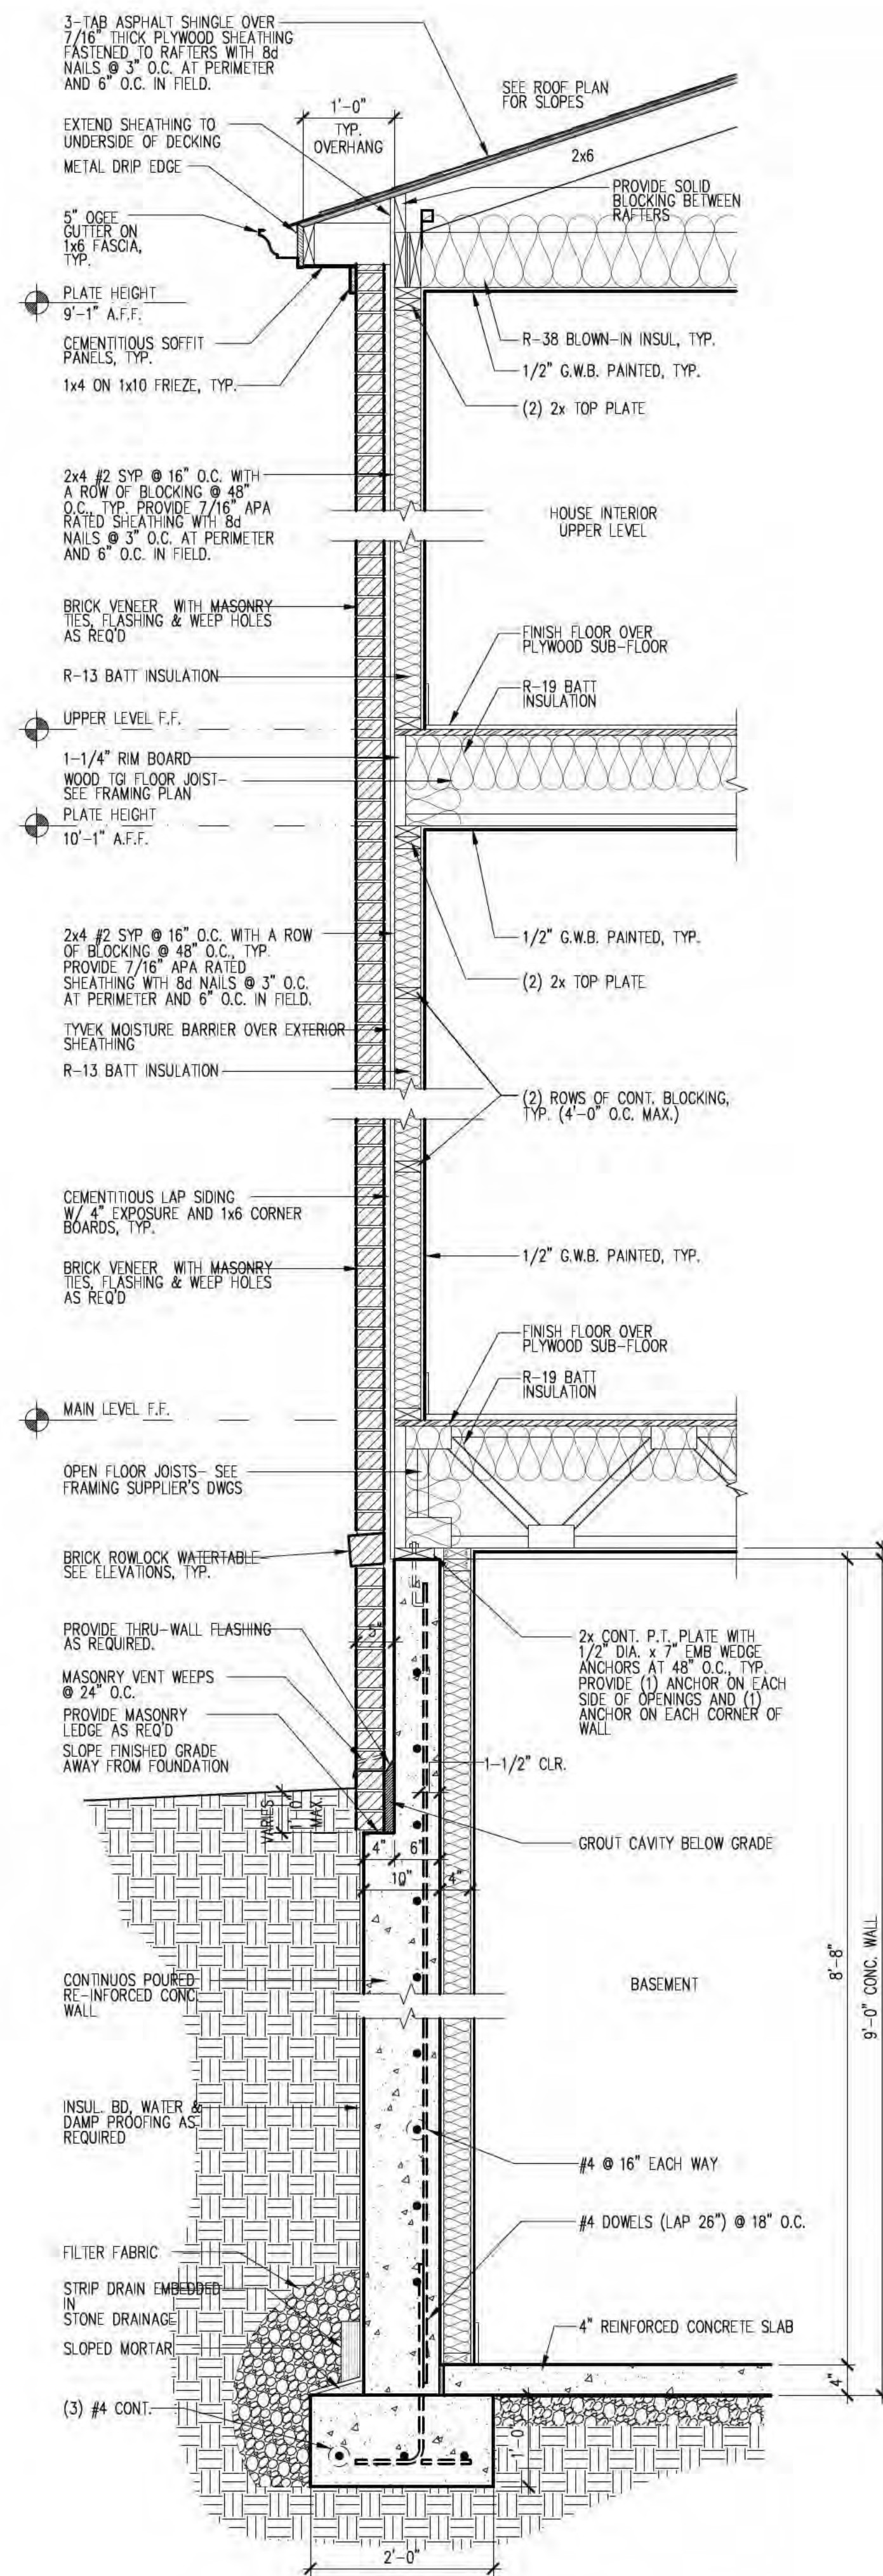 3-TAB ASPHALT SHINGLE OVER
7/16" THICK PLYWOOD SHEATHING
FASTENED TO RAFTERS WITH 8d
NAILS @ 3" O.C. AT PERIMETER
AND 6" O.C. IN FIELD.
SEE ROOF PLAN
FOR SLOPES
1'-0"
TYP.
OVERHANG
EXTEND SHEATHING TO
UNDERSIDE OF DECKING
METAL DRIP EDGE
2x6
PROVIDE SOLID
BLOCKING BETWEEN
RAFTERS
5" OGEE
GUTTER ON
1x6 FASCIA,
TYP.
PLATE HEIGHT
9'-1" A.F.F.
CEMENTITIOUS SOFFIT
PANELS, TYP.
1x4 ON 1x10 FRIEZE, TYP.
R-38 BLOWN-IN INSUL, TYP.
1/2" G.W.B. PAINTED, TYP.
(2) 2x TOP PLATE
2x4 #2 SYP @ 16" O.C. WITH
A ROW OF BLOCKING @ 48"
O.C., TYP. PROVIDE 7/16" APA
RATED SHEATHING WTH 8d
NAILS @ 3" O.C. AT PERIMETER
AND 6" O.C. IN FIELD.
HOUSE INTERIOR
UPPER LEVEL
BRICK VENEER WITH MASONRY
TIES, FLASHING & WEEP HOLES
AS REQ'D
R-13 BATT INSULATION
FINISH FLOOR OVER
PLYWOOD SUB-FLOOR
R-19 BATT
INSULATION
UPPER LEVEL F.F.
1-1/4" RIM BOARD
WOOD TGI FLOOR JOIST-
SEE FRAMING PLAN
PLATE HEIGHT
10'-1" A.F.F.
2x4 #2 SYP @ 16" O.C. WITH A ROW
OF BLOCKING @ 48" O.C., TYP.
PROVIDE 7/16" APA RATED
SHEATHING WTH 8d NAILS @ 3" O.C.
AT PERIMETER AND 6" O.C. IN FIELD.
TYVEK MOISTURE BARRIER OVER EXTERIOR
SHEATHING
R-13 BATT INSULATION
1/2" G.W.B. PAINTED, TYP.
(2) 2x TOP PLATE
(2) ROWS OF CONT. BLOCKING,
TYP. (4'-0" O.C. MAX.)
CEMENTITIOUS LAP SIDING
W/ 4" EXPOSURE AND 1x6 CORNER
BOARDS, TYP.
BRICK VENEER WITH MASONRY
TIES, FLASHING & WEEP HOLES
AS REQ'D
1/2" G.W.B. PAINTED, TYP.
FINISH FLOOR OVER
PLYWOOD SUB-FLOOR
R-19 BATT
INSULATION
MAIN LEVEL F.F.
OPEN FLOOR JOISTS- SEE
FRAMING SUPPLIER'S DWGS
BRICK ROWLOCK WATERTABLE
SEE ELEVATIONS, TYP.
PROVIDE THRU-WALL FLASHING
AS REQUIRED.
5"
MASONRY VENT WEEPS
@ 24" O.C.
PROVIDE MASONRY
LEDGE AS REQ'D
SLOPE FINISHED GRADE
AWAY FROM FOUNDATION
2x CONT. P.T. PLATE WITH
1/2" DIA. x 7" EMB WEDGE
ANCHORS AT 48" O.C., TYP.
PROVIDE (1) ANCHOR ON EACH
SIDE OF OPENINGS AND (1)
ANCHOR ON EACH CORNER OF
WALL
1-1/2" CLR.
VARIES
1'-0"
MAX.
GROUT CAVITY BELOW GRADE
4"
6"
10"
4"
CONTINUOS POURED
RE-INFORCED CONC.
WALL
BASEMENT
8'-8"
9'-0" CONC. WALL
INSUL. BD, WATER &
DAMP PROOFING AS
REQUIRED
#4 @ 16" EACH WAY
#4 DOWELS (LAP 26") @ 18" O.C.
FILTER FABRIC
STRIP DRAIN EMBEDDED
IN
STONE DRAINAGE
SLOPED MORTAR
4" REINFORCED CONCRETE SLAB
4"
(3) #4 CONT.
1'-0"
2'-0"